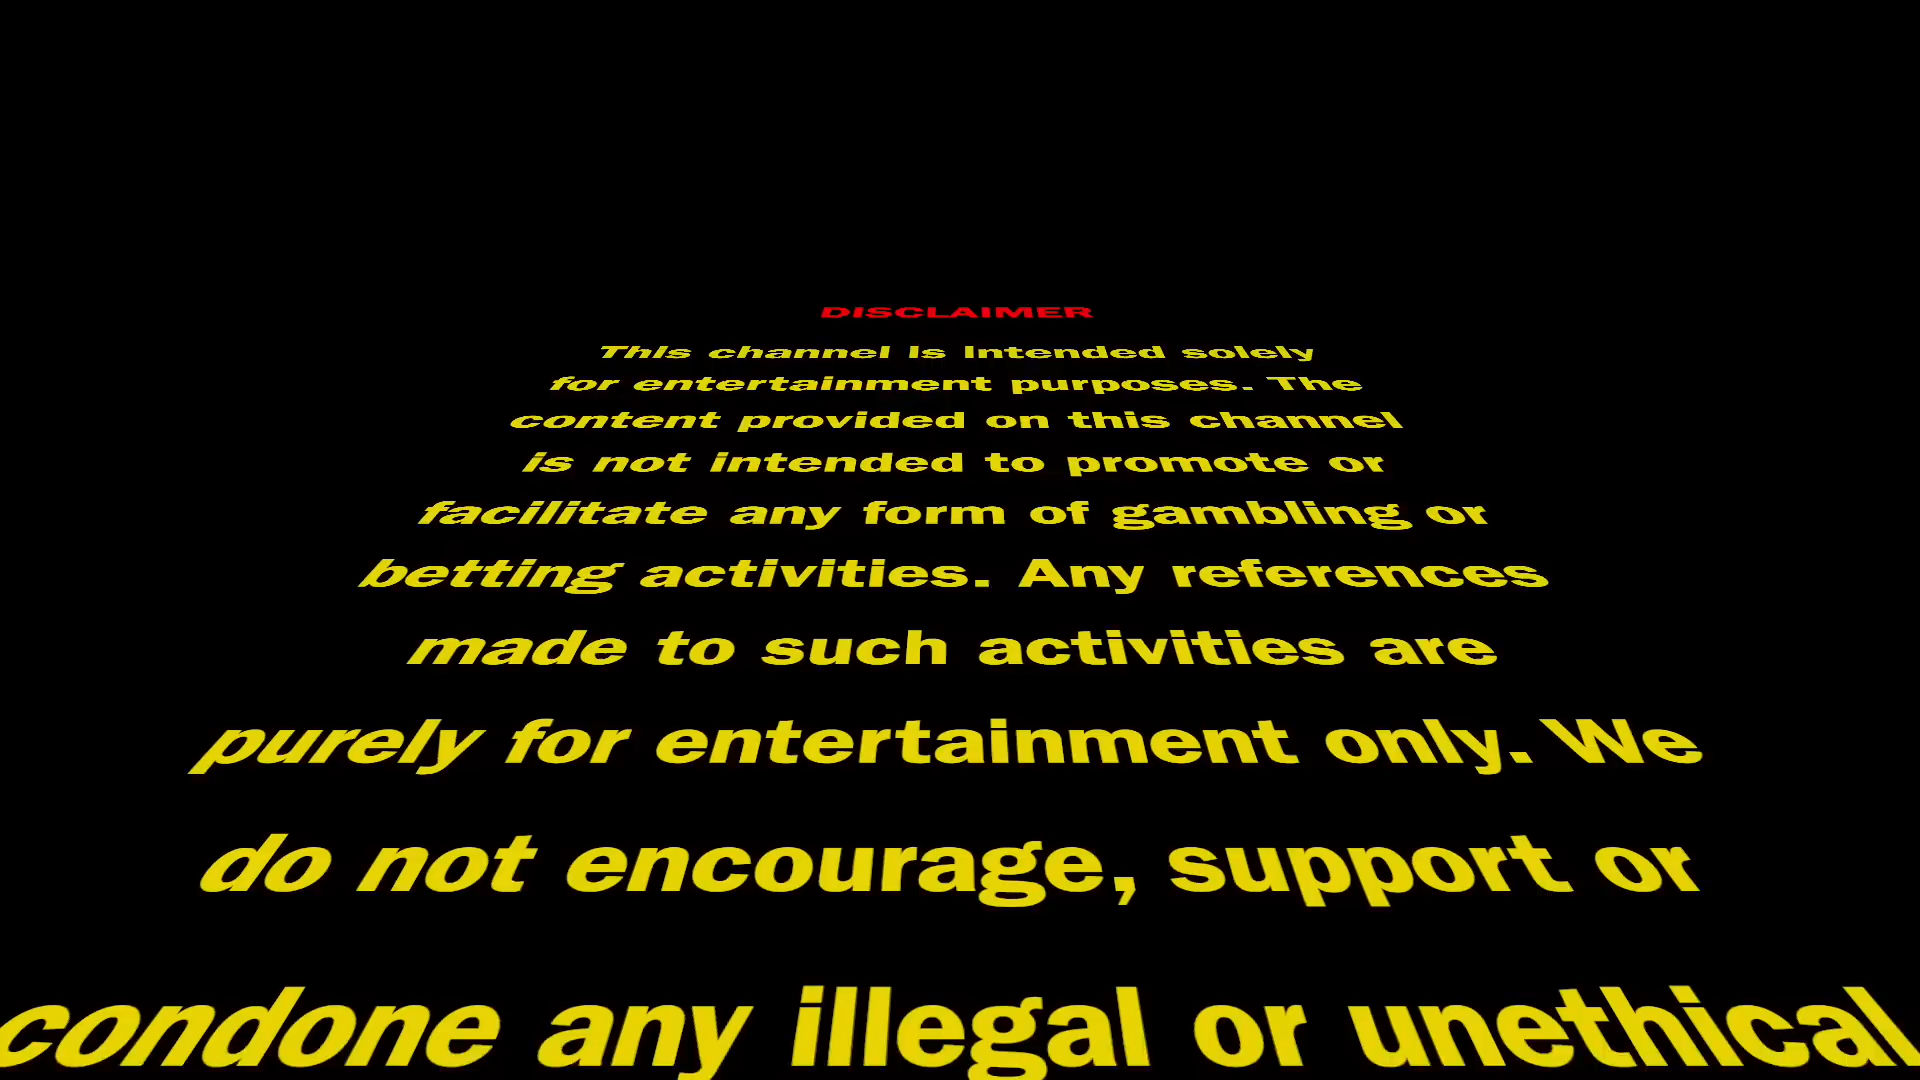 DISCLAIMER
This channel is intended solely
for entertainment purposes. The
content provided on this channel
is not intended to promote or
facilitate any form of gambling or
betting activities. Any references
made to such activities are
purely for entertainment only. We
do not encourage, support or
condone any illegal or unethical